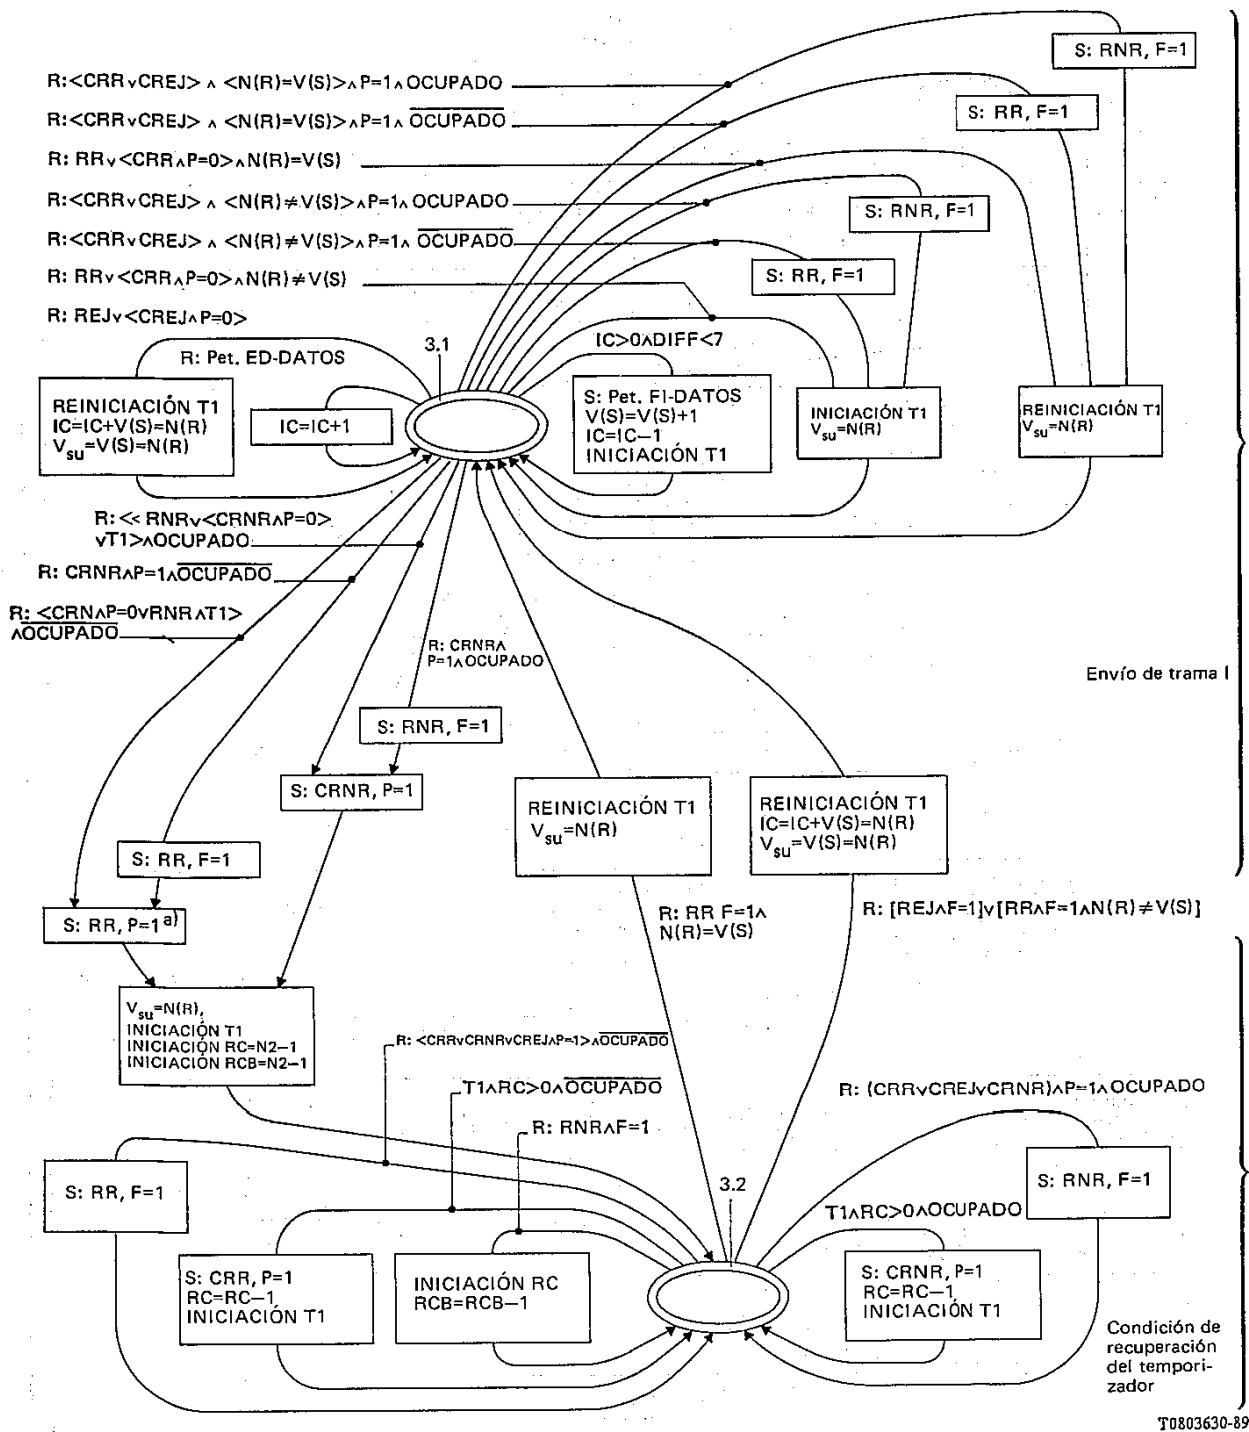 S: RNR, F=1
R:<CRR∨CREJ> ∧ <N(R)=V(S)>∧P=1∧OCUPADO
S: RR, F=1
R:<CRR∨CREJ> ∧ <N(R)=V(S)>∧P=1∧ O̅C̅U̅P̅A̅D̅O̅
R: RR∨<CRR∧P=0>∧N(R)=V(S)
R:<CRR∨CREJ> ∧ <N(R)≠V(S)>∧P=1∧OCUPADO
S: RNR, F=1
R:<CRR∨CREJ> ∧ <N(R)≠V(S)>∧P=1∧ O̅C̅U̅P̅A̅D̅O̅
S: RR, F=1
R: RR∨<CRR∧P=0>∧N(R)≠V(S)
R: REJ∨<CREJ∧P=0>
3.1
IC>0∧DIFF<7
R: Pet. ED-DATOS
REINICIACIÓN T1
IC=IC+V(S)=N(R)
Vsu=V(S)=N(R)
IC=IC+1
S: Pet. FI-DATOS
V(S)=V(S)+1
IC=IC−1
INICIACIÓN T1
INICIACIÓN T1
Vsu=N(R)
REINICIACIÓN T1
Vsu=N(R)
R:<< RNR∨<CRNR∧P=0>
∨T1>∧OCUPADO
R: CRNR∧P=1∧O̅C̅U̅P̅A̅D̅O̅
R: <CRN∧P=0∨RNR∧T1>
∧O̅C̅U̅P̅A̅D̅O̅
R: CRNR∧
P=1∧OCUPADO
Envío de trama I
S: RNR, F=1
S: CRNR, P=1
REINICIACIÓN T1
Vsu=N(R)
REINICIACIÓN T1
IC=IC+V(S)=N(R)
Vsu=V(S)=N(R)
S: RR, F=1
S: RR, P=1 a)
R: RR F=1∧
N(R)=V(S)
R: [REJ∧F=1]∨[RR∧F=1∧N(R)≠V(S)]
Vsu=N(R),
INICIACIÓN T1
INICIACIÓN RC=N2−1
INICIACIÓN RCB=N2−1
R: <CRR∨CRNR∨CREJ∧P=1>∧O̅C̅U̅P̅A̅D̅O̅
T1∧RC>0∧O̅C̅U̅P̅A̅D̅O̅
R: (CRR∨CREJ∨CRNR)∧P=1∧OCUPADO
R: RNR∧F=1
S: RR, F=1
3.2
S: RNR, F=1
T1∧RC>0∧OCUPADO
S: CRR, P=1
RC=RC−1,
INICIACIÓN T1
INICIACIÓN RC
RCB=RCB−1
S: CRNR, P=1
RC=RC−1,
INICIACIÓN T1
Condición de
recuperación
del tempori-
zador
T0803630-89